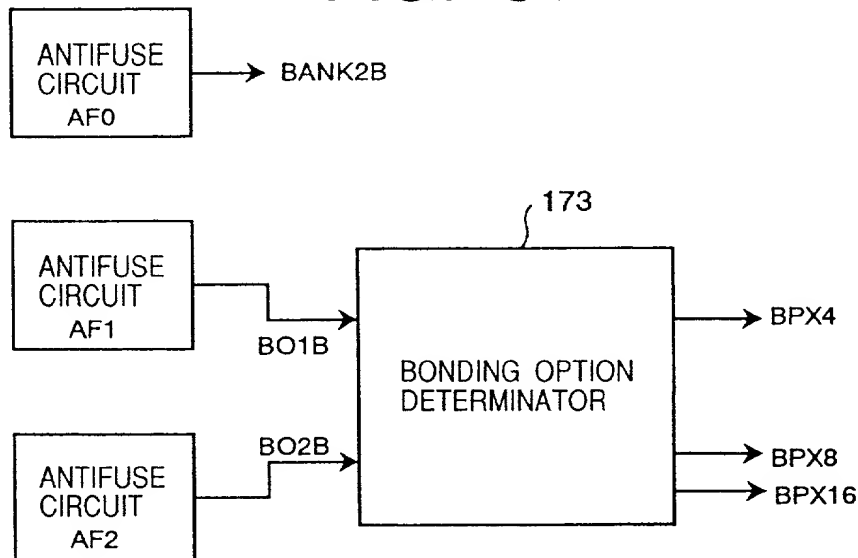 ANTIFUSE
CIRCUIT
AF0
BANK2B
173
ANTIFUSE
CIRCUIT
AF1
BO1B
BPX4
BONDING OPTION
DETERMINATOR
BO2B
ANTIFUSE
CIRCUIT
AF2
BPX8
BPX16